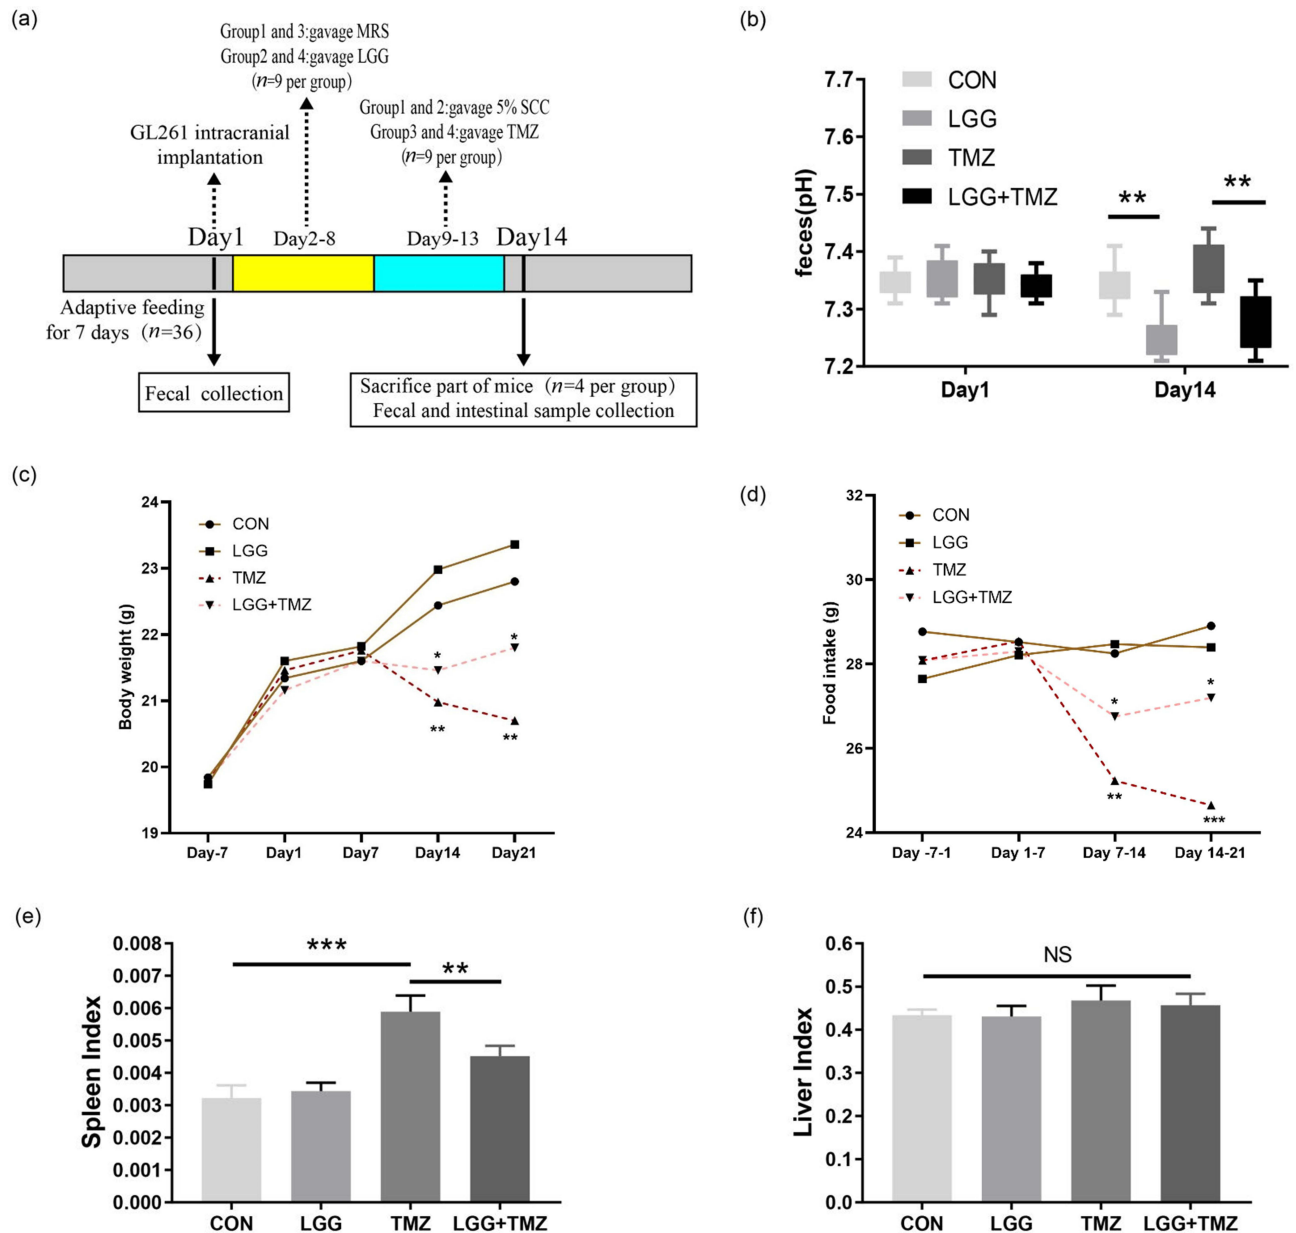 (a)
Group1 and 3:gavage MRS
Group2 and 4:gavage LGG
(n=9 per group)
Group1 and 2:gavage 5% SCC
Group3 and 4:gavage TMZ
(n=9 per group)
GL261 intracranial
implantation
Day1
Day2-8
Day9-13
Day14
Adaptive feeding
for 7 days (n=36)
Fecal collection
Sacrifice part of mice (n=4 per group)
Fecal and intestinal sample collection
(b)
feces(pH)
7.7
7.6
7.5
7.4
7.3
7.2
CON
LGG
TMZ
LGG+TMZ
**
**
Day1
Day14
(c)
Body weight (g)
24
23
22
21
20
19
CON
LGG
TMZ
LGG+TMZ
*
*
**
**
Day-7
Day1
Day7
Day14
Day21
(d)
Food intake (g)
32
30
28
26
24
CON
LGG
TMZ
LGG+TMZ
*
*
**
***
Day -7-1
Day 1-7
Day 7-14
Day 14-21
(e)
Spleen Index
0.008
0.007
0.006
0.005
0.004
0.003
0.002
0.001
0.000
***
**
CON
LGG
TMZ
LGG+TMZ
(f)
Liver Index
0.6
0.5
0.4
0.3
0.2
0.1
0.0
NS
CON
LGG
TMZ
LGG+TMZ